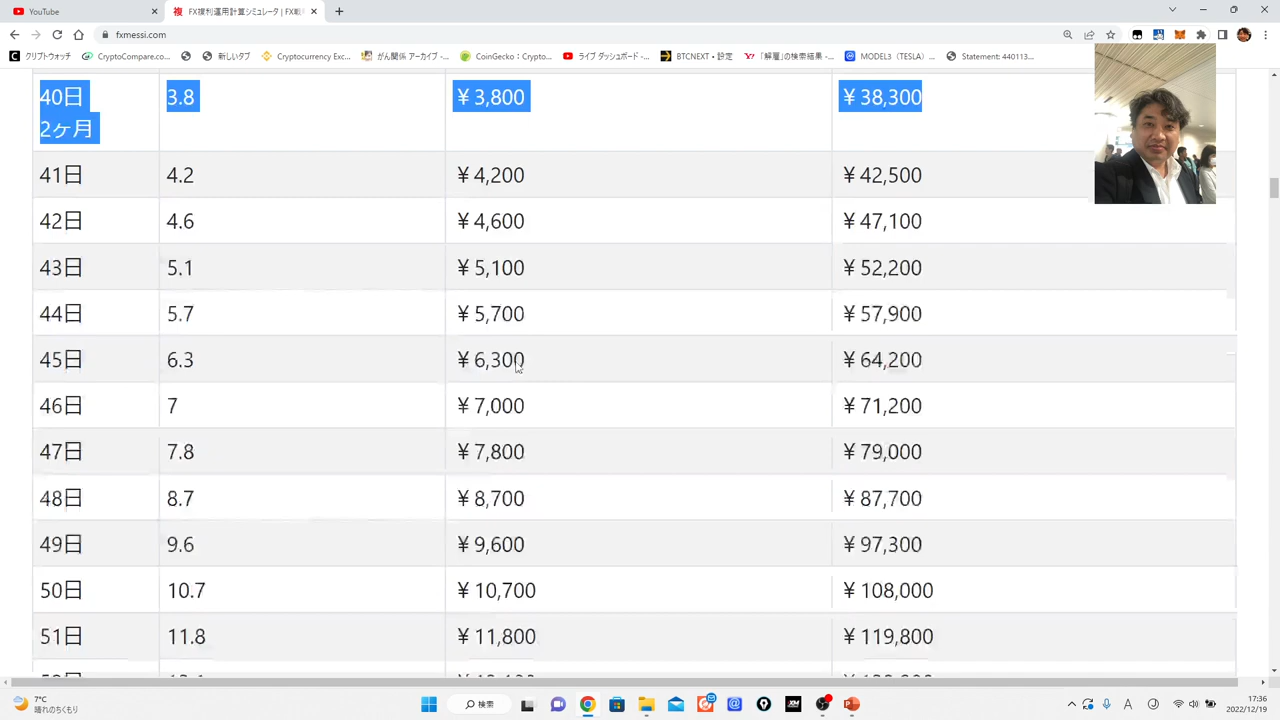 YouTube
複 FX複利運用計算シミュレータ | FX戦
fxmessi.com
クリプトウォッチ CryptoCompare.co... 新しいタブ Cryptocurrency Exc... がん関係 アーカイブ -... CoinGecko：Crypto... ライブ ダッシュボード -... BTCNEXT • 設定 「解雇」の検索結果 -... MODEL3（TESLA）... Statement: 440113...
40日 3.8 ¥ 3,800 ¥ 38,300
2ヶ月
41日 4.2 ¥ 4,200 ¥ 42,500
42日 4.6 ¥ 4,600 ¥ 47,100
43日 5.1 ¥ 5,100 ¥ 52,200
44日 5.7 ¥ 5,700 ¥ 57,900
45日 6.3 ¥ 6,300 ¥ 64,200
46日 7 ¥ 7,000 ¥ 71,200
47日 7.8 ¥ 7,800 ¥ 79,000
48日 8.7 ¥ 8,700 ¥ 87,700
49日 9.6 ¥ 9,600 ¥ 97,300
50日 10.7 ¥ 10,700 ¥ 108,000
51日 11.8 ¥ 11,800 ¥ 119,800
7°C
晴れのちくもり
検索
XM
A
17:36
2022/12/19